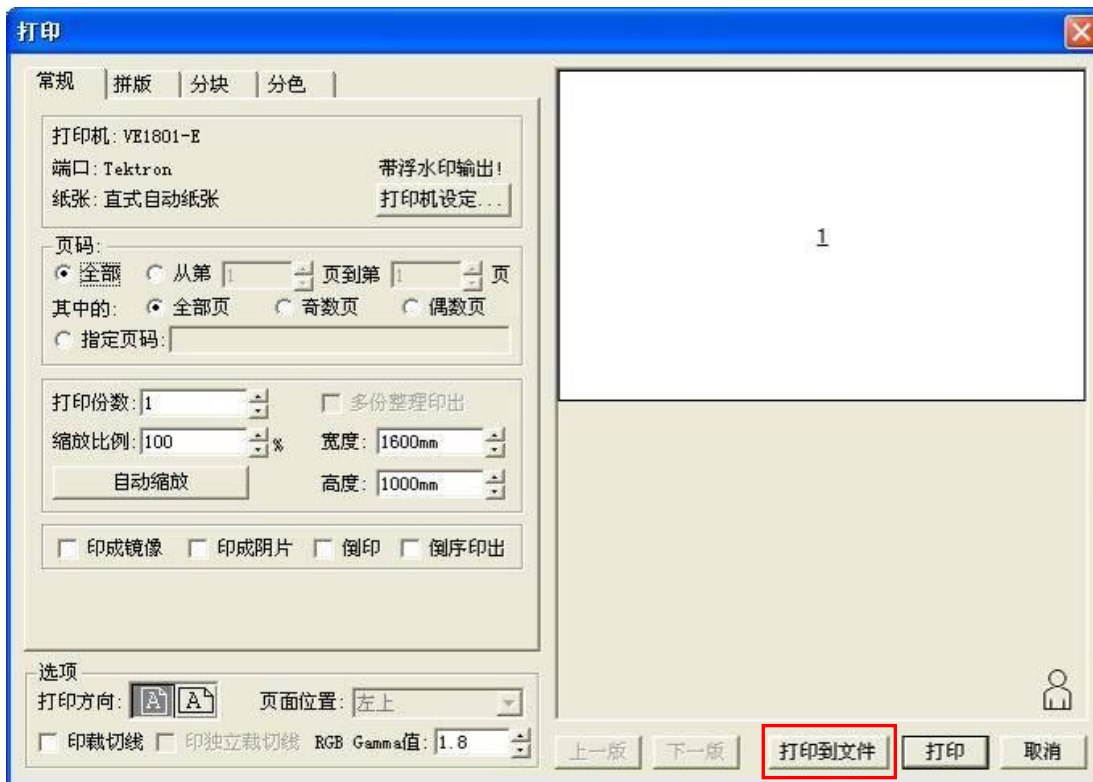 打印
常规 拼版 分块 分色
打印机: VE1801-E
端口: Tektron 带浮水印输出!
纸张: 直式自动纸张 打印机设定...
页码:
全部 从第 1 页到第 1 页
其中的: 全部页 奇数页 偶数页
指定页码:
打印份数: 1 多份整理印出
缩放比例: 100 % 宽度: 1600mm
自动缩放 高度: 1000mm
印成镜像 印成阴片 倒印 倒序印出
1
选项
打印方向: A A 页面位置: 左上
印裁切线 印独立裁切线 RGB Gamma值: 1.8
上一版 下一版 打印到文件 打印 取消